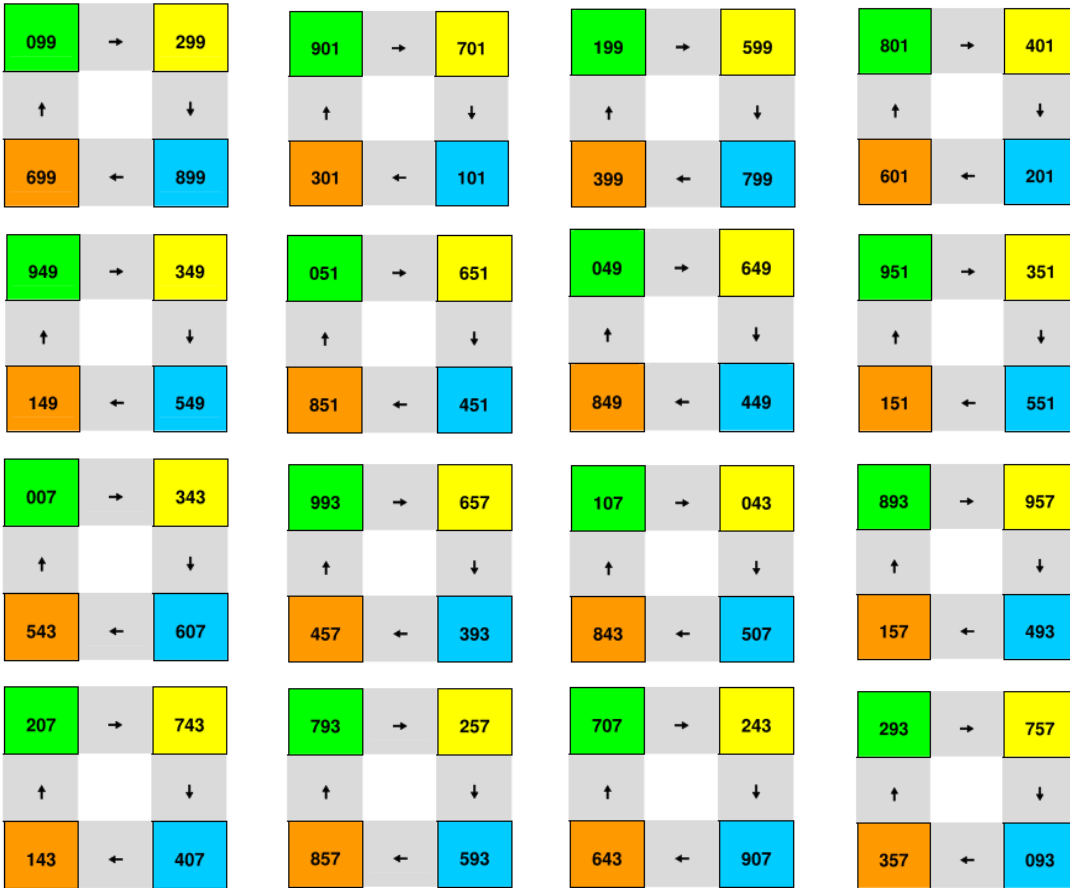 099 → 299 901 → 701 199 → 599 801 → 401
↑ ↓ ↑ ↓ ↑ ↓ ↑ ↓
699 ← 899 301 ← 101 399 ← 799 601 ← 201
949 → 349 051 → 651 049 → 649 951 → 351
↑ ↓ ↑ ↓ ↑ ↓ ↑ ↓
149 ← 549 851 ← 451 849 ← 449 151 ← 551
007 → 343 993 → 657 107 → 043 893 → 957
↑ ↓ ↑ ↓ ↑ ↓ ↑ ↓
543 ← 607 457 ← 393 843 ← 507 157 ← 493
207 → 743 793 → 257 707 → 243 293 → 757
↑ ↓ ↑ ↓ ↑ ↓ ↑ ↓
143 ← 407 857 ← 593 643 ← 907 357 ← 093